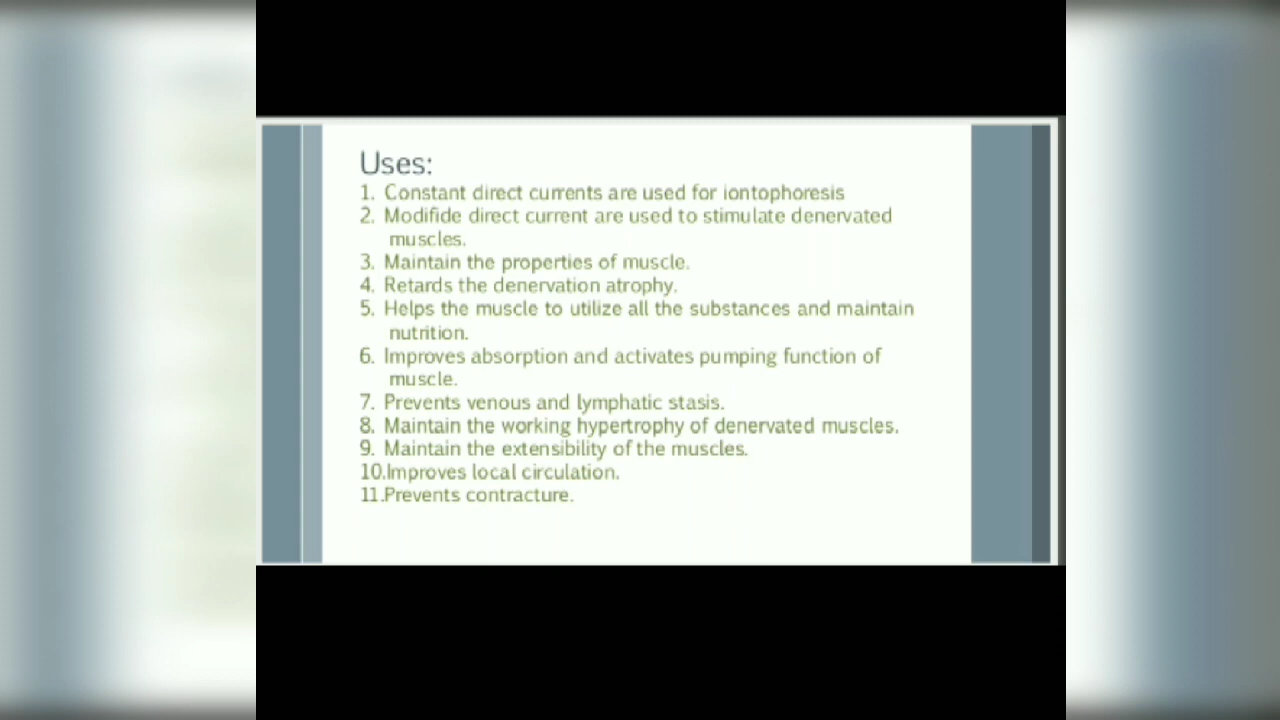 Uses:
1. Constant direct currents are used for iontophoresis
2. Modifide direct current are used to stimulate denervated
muscles.
3. Maintain the properties of muscle.
4. Retards the denervation atrophy.
5. Helps the muscle to utilize all the substances and maintain
nutrition.
6. Improves absorption and activates pumping function of
muscle.
7. Prevents venous and lymphatic stasis.
8. Maintain the working hypertrophy of denervated muscles.
9. Maintain the extensibility of the muscles.
10.Improves local circulation.
11.Prevents contracture.